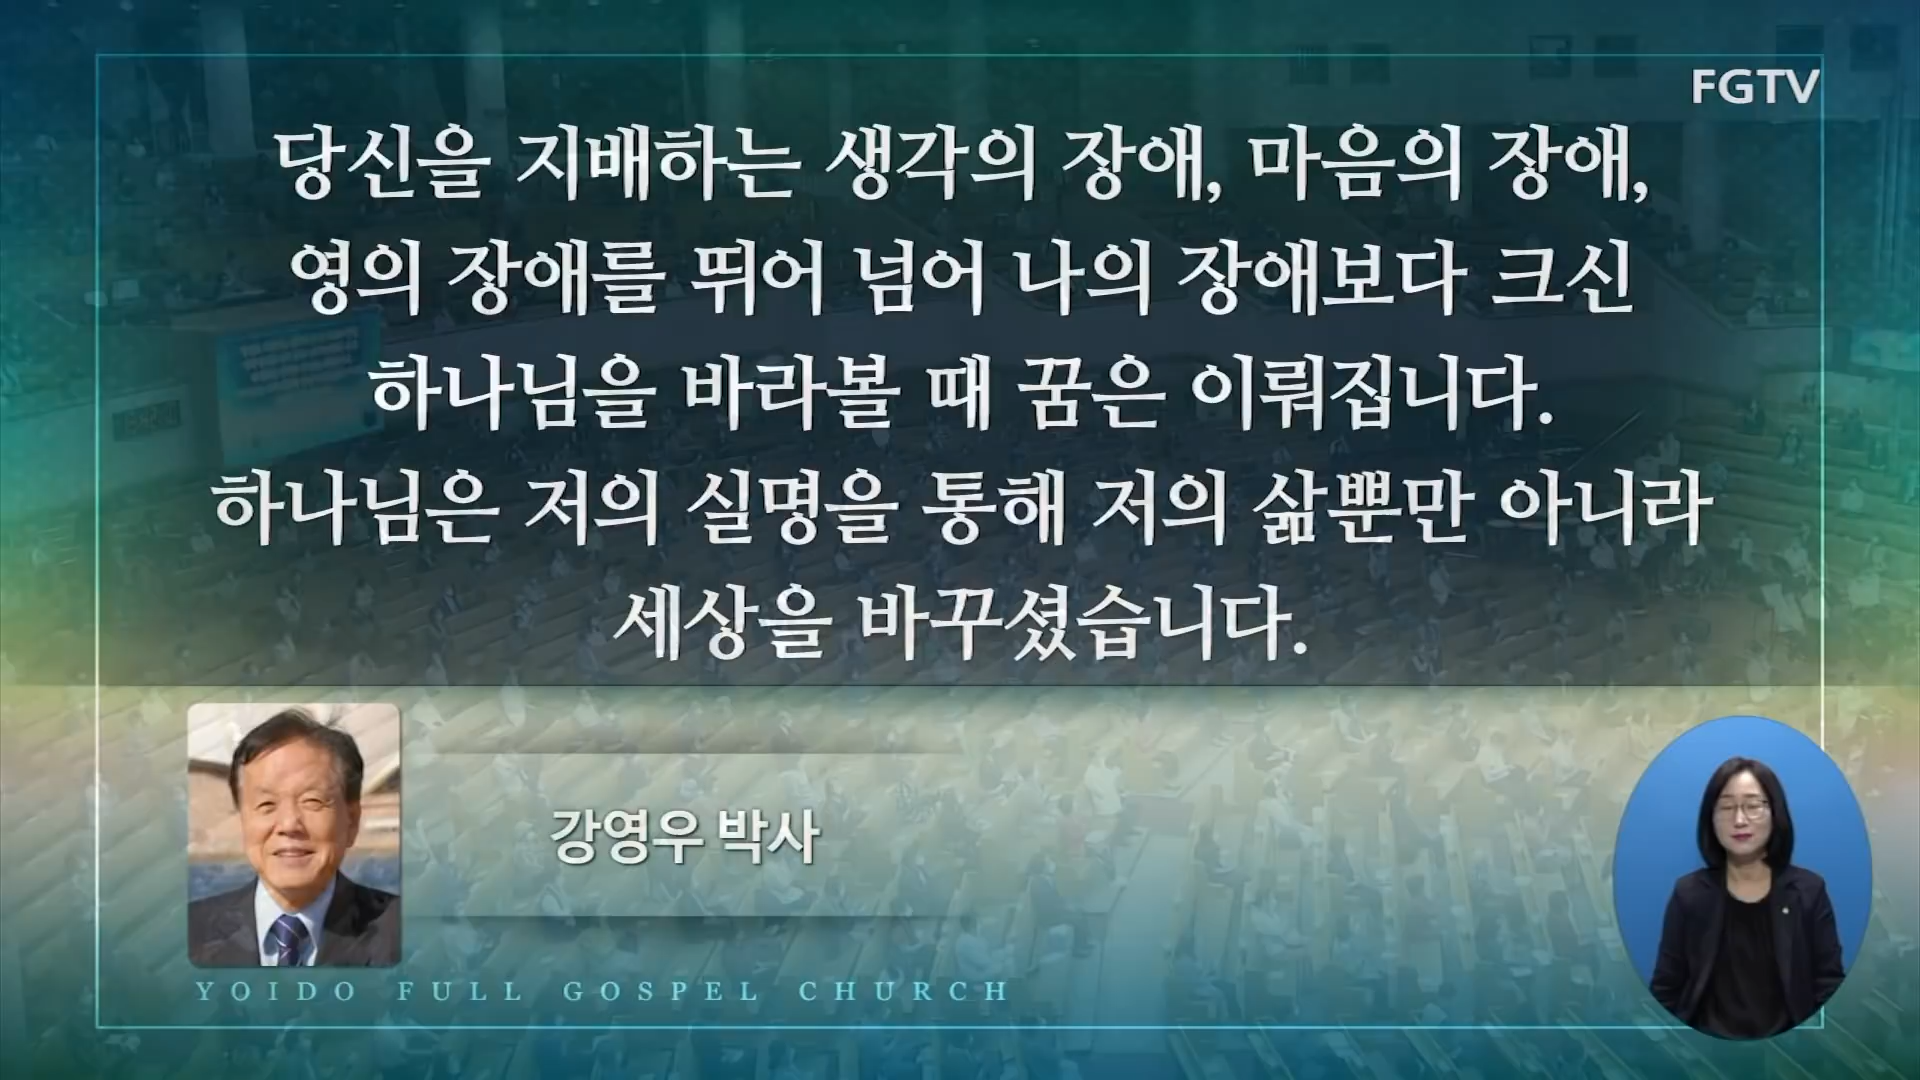 FGTV
당신을 지배하는 생각의 장애, 마음의 장애,
영의 장애를 뛰어 넘어 나의 장애보다 크신
하나님을 바라볼 때 꿈은 이뤄집니다.
하나님은 저의 실명을 통해 저의 삶뿐만 아니라
세상을 바꾸셨습니다.
강영우 박사
YOIDO FULL GOSPEL CHURCH